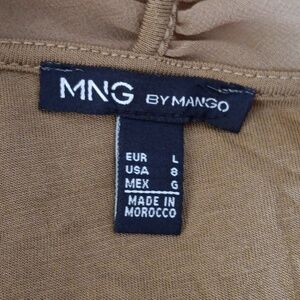 MNG BY MANGO
EUR L
USA 8
MEX G
MADE IN
MOROCCO